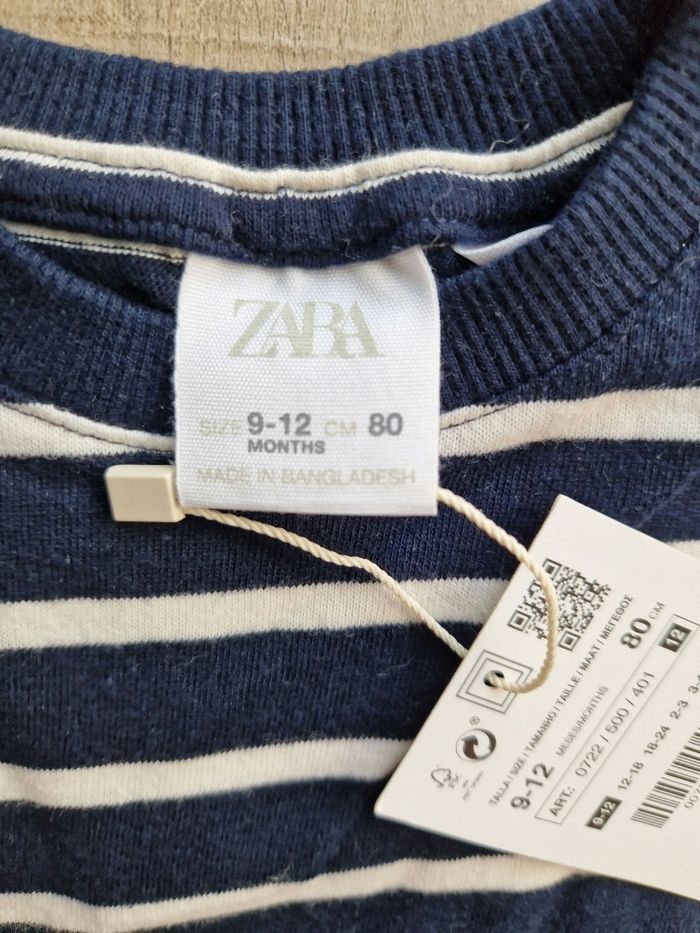 ZARA
SIZE 9-12 CM 80
MONTHS
MADE IN BANGLADESH
TALLA / SIZE / TAMANHO / TAILLE / MAAT / ΜΕΓΕΘΟΣ
9-12 MESES/MONTHS 80 CM
ART: 0722 / 500 / 401 12
9-12 12-18 18-24 2-3
FSC